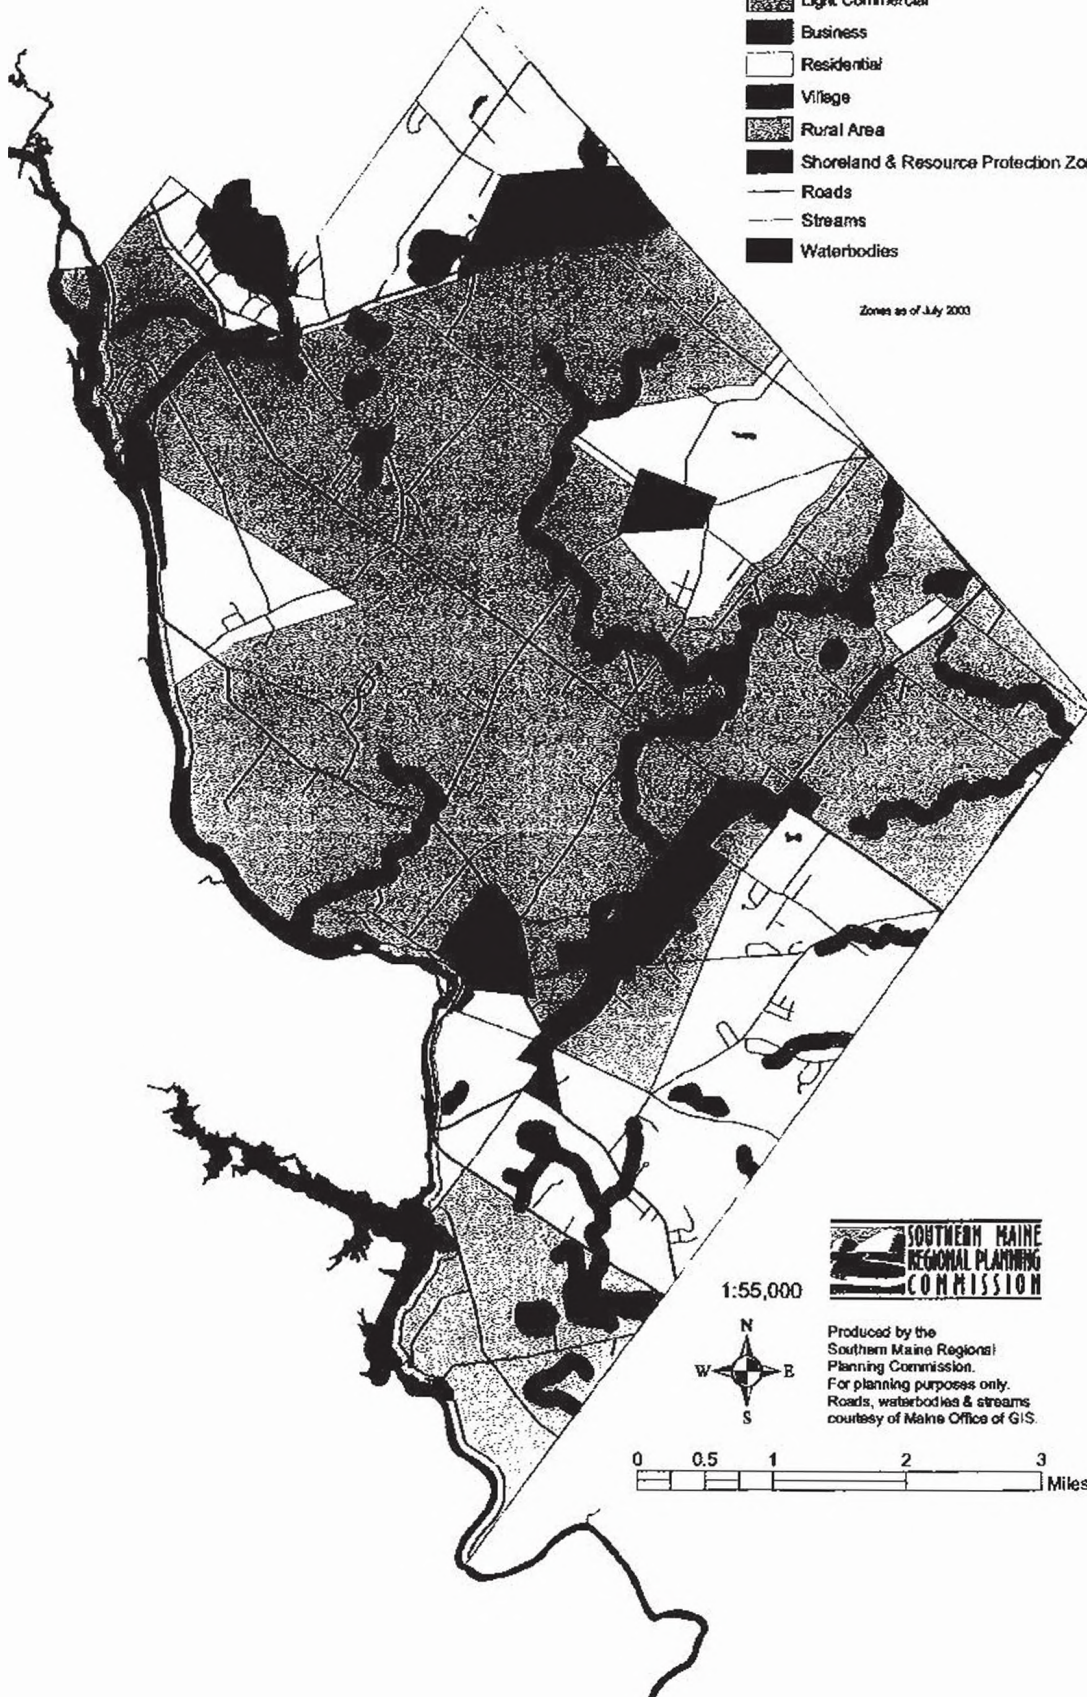 Light Commercial
Business
Residential
Village
Rural Area
Shoreland & Resource Protection Zo
Roads
Streams
Waterbodies
Zones as of July 2003
SOUTHERN MAINE
REGIONAL PLANNING
COMMISSION
1:55,000
N
W E
S
Produced by the
Southern Maine Regional
Planning Commission.
For planning purposes only.
Roads, waterbodies & streams
courtesy of Maine Office of GIS.
0 0.5 1 2 3
Miles